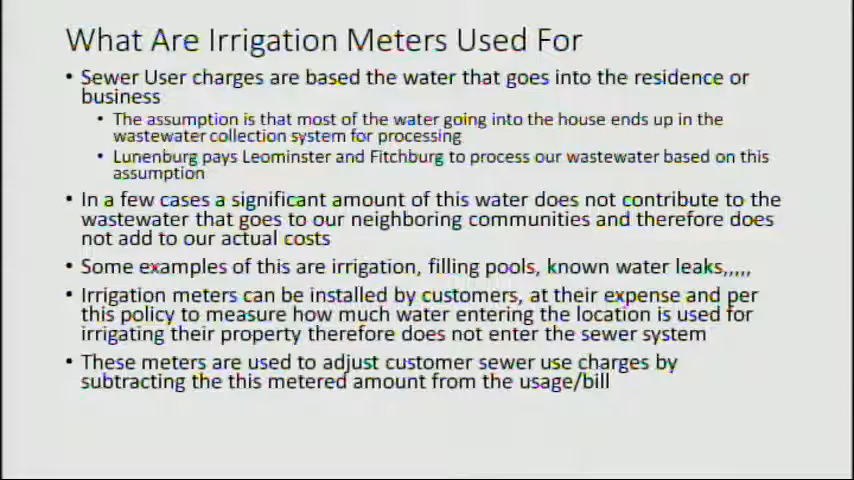 What Are Irrigation Meters Used For
• Sewer User charges are based the water that goes into the residence or
business
• The assumption is that most of the water going into the house ends up in the
wastewater collection system for processing
• Lunenburg pays Leominster and Fitchburg to process our wastewater based on this
assumption
• In a few cases a significant amount of this water does not contribute to the
wastewater that goes to our neighboring communities and therefore does
not add to our actual costs
• Some examples of this are irrigation, filling pools, known water leaks,,,,,
• Irrigation meters can be installed by customers, at their expense and per
this policy to measure how much water entering the location is used for
irrigating their property therefore does not enter the sewer system
• These meters are used to adjust customer sewer use charges by
subtracting the this metered amount from the usage/bill